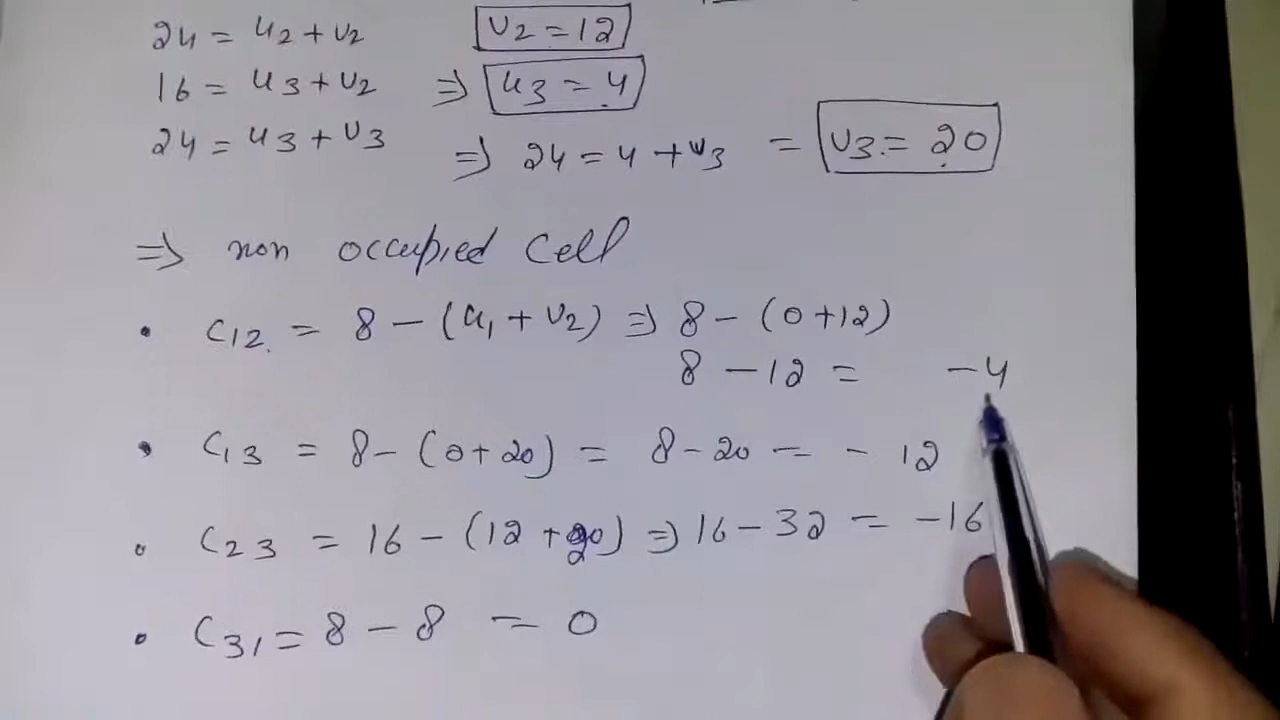 24 = u2 + v2 v2 = 12
16 = u3 + v2 ⇒ u3 = 4
24 = u3 + v3 ⇒ 24 = 4 + v3 = v3 = 20
⇒ non occupied cell
• C12 = 8 - (u1 + v2) ⇒ 8 - (0+12)
8 - 12 = -4
• C13 = 8 - (0+20) = 8 - 20 = - 12
• C23 = 16 - (12 + 20) ⇒ 16 - 32 = -16
• C31 = 8 - 8 = 0